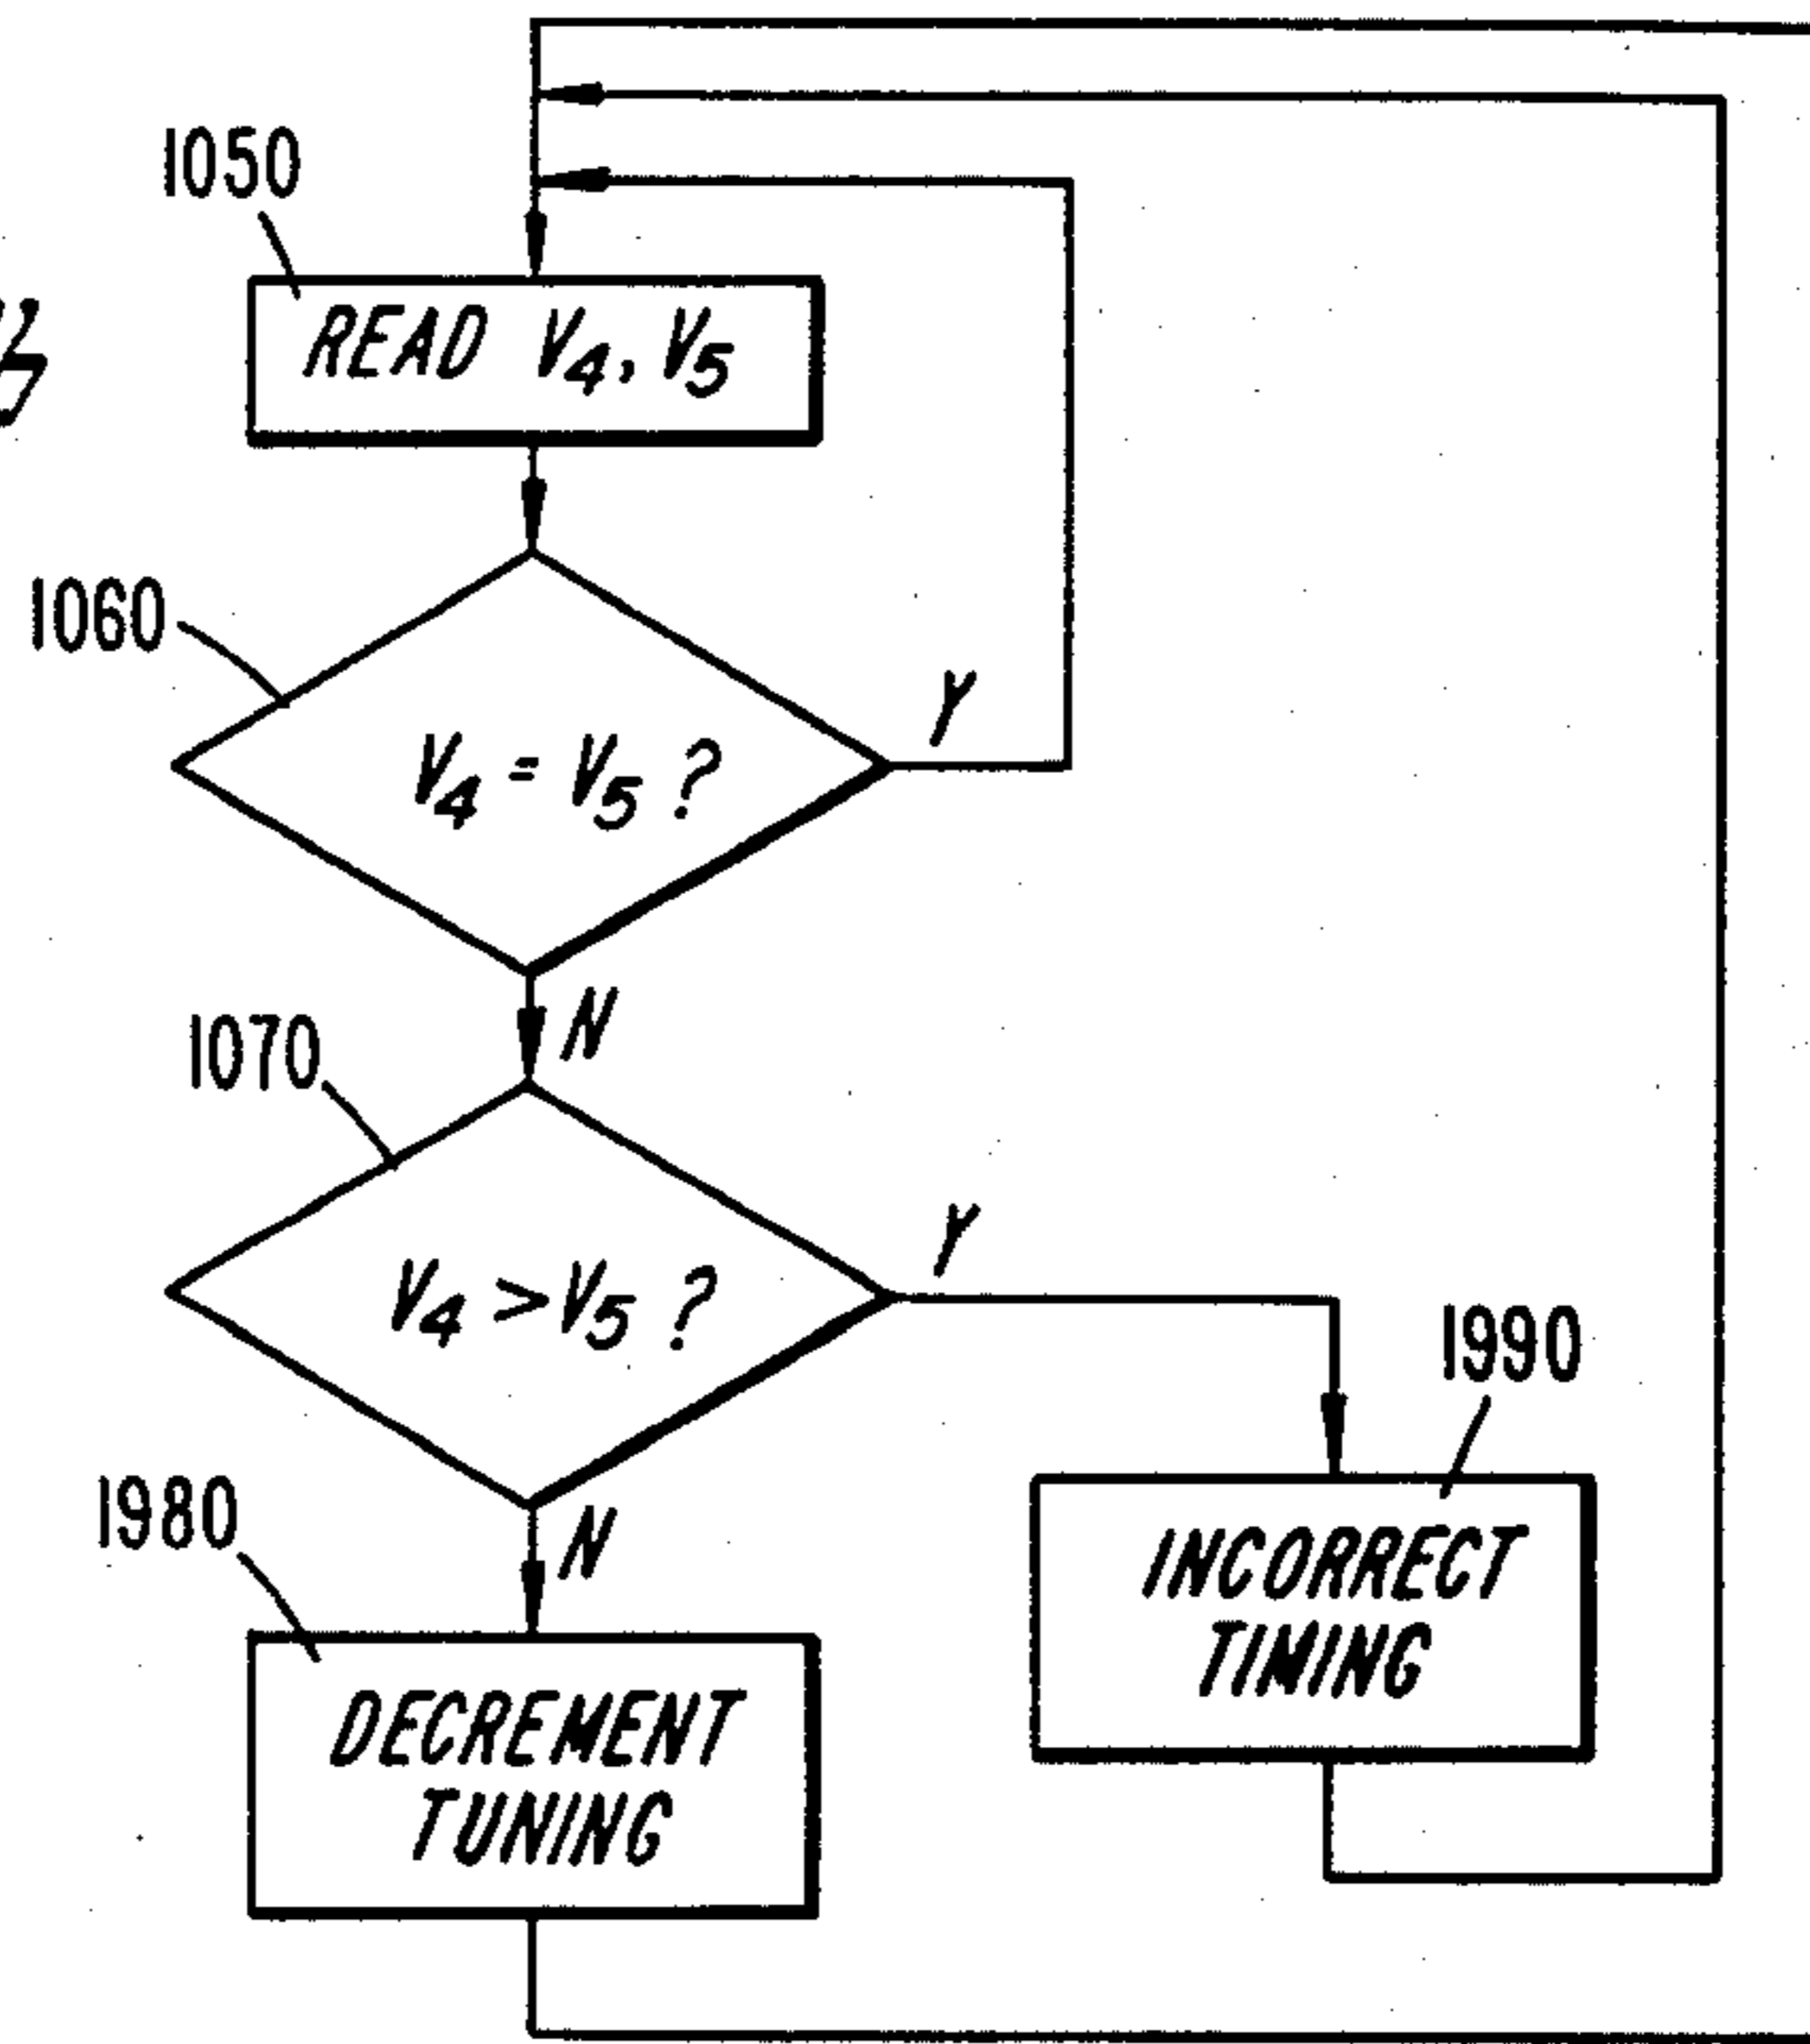 1050
READ V4, V5
1060
V4 = V5 ?
Y
N
1070
V4 > V5 ?
Y
1990
N
1980
INCORRECT
TIMING
DECREMENT
TUNING